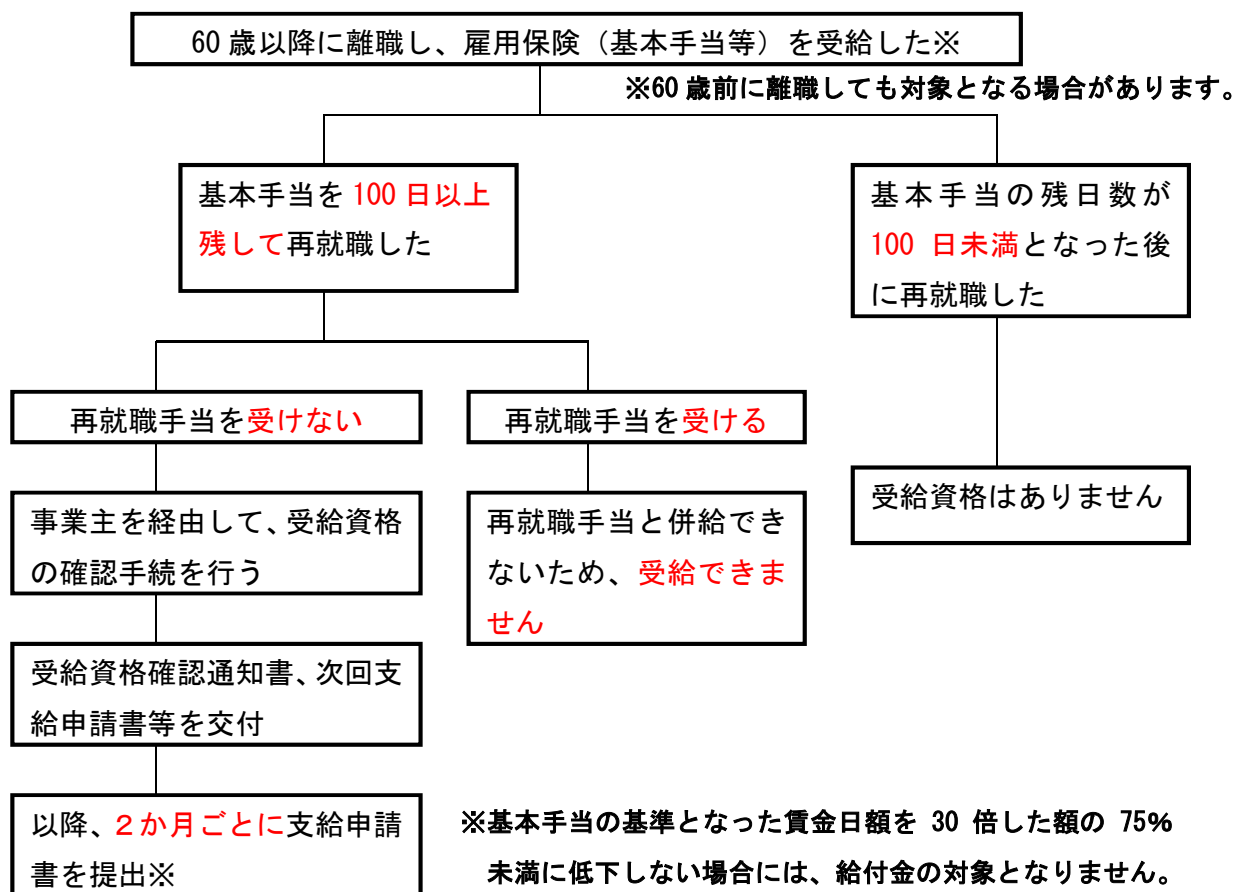 60歳以降に離職し、雇用保険（基本手当等）を受給した※
※60歳前に離職しても対象となる場合があります。
基本手当を100日以上
残して再就職した
基本手当の残日数が
100日未満となった後
に再就職した
再就職手当を受けない
再就職手当を受ける
事業主を経由して、受給資格
の確認手続を行う
再就職手当と併給でき
ないため、受給できま
せん
受給資格はありません
受給資格確認通知書、次回支
給申請書等を交付
以降、２か月ごとに支給申請
書を提出※
※基本手当の基準となった賃金日額を 30 倍した額の 75%
未満に低下しない場合には、給付金の対象となりません。